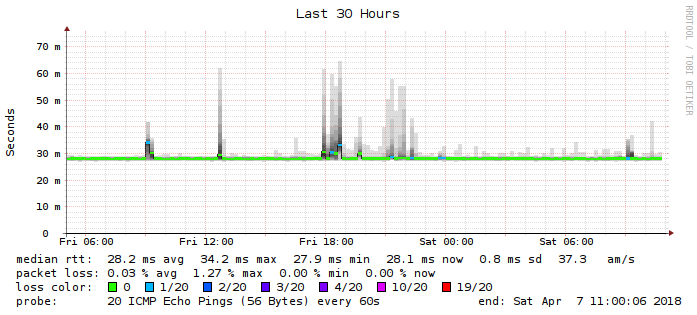 Last 30 Hours
RRDTOOL / TOBI OETIKER
Seconds
70 m
60 m
50 m
40 m
30 m
20 m
10 m
0
Fri 06:00 Fri 12:00 Fri 18:00 Sat 00:00 Sat 06:00
median rtt: 28.2 ms avg 34.2 ms max 27.9 ms min 28.1 ms now 0.8 ms sd 37.3 am/s
packet loss: 0.03 % avg 1.27 % max 0.00 % min 0.00 % now
loss color: 0 1/20 2/20 3/20 4/20 10/20 19/20
probe: 20 ICMP Echo Pings (56 Bytes) every 60s end: Sat Apr 7 11:00:06 2018